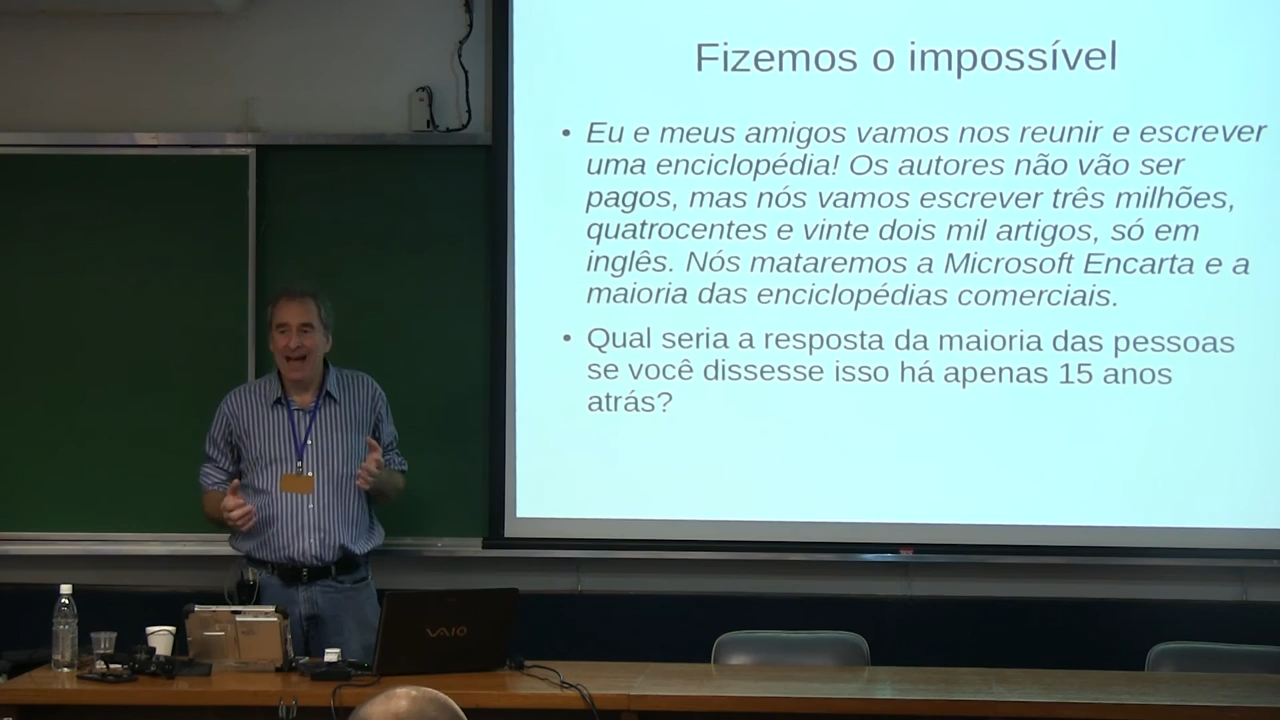 Fizemos o impossível
• Eu e meus amigos vamos nos reunir e escrever
uma enciclopédia! Os autores não vão ser
pagos, mas nós vamos escrever três milhões,
quatrocentes e vinte dois mil artigos, só em
inglês. Nós mataremos a Microsoft Encarta e a
maioria das enciclopédias comerciais.
• Qual seria a resposta da maioria das pessoas
se você dissesse isso há apenas 15 anos
atrás?
VAIO